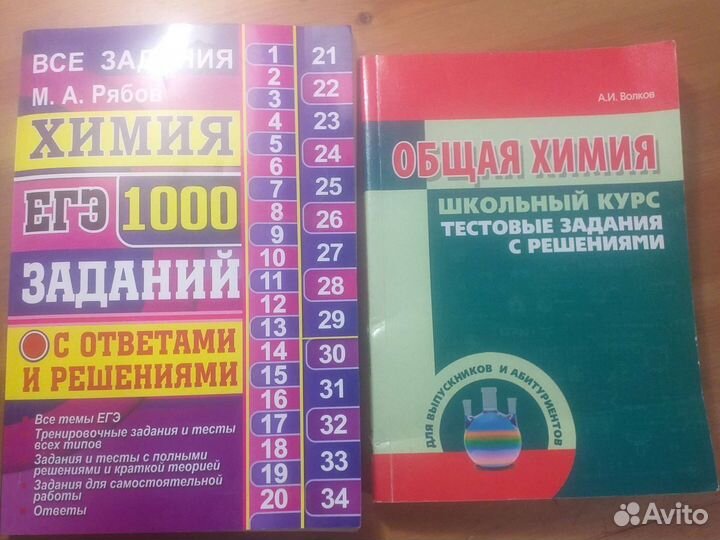 ВСЕ ЗАДАНИЯ
М. А. Рябов
ХИМИЯ
ЕГЭ 1000
ЗАДАНИЙ
С ОТВЕТАМИ
И РЕШЕНИЯМИ
Все темы ЕГЭ
Тренировочные задания и тесты
всех типов
Задания и тесты с полными
решениями и краткой теорией
Задания для самостоятельной
работы
Ответы
1
2
3
4
5
6
7
8
9
10
11
12
13
14
15
16
17
18
19
20
21
22
23
24
25
26
27
28
29
30
31
32
33
34
А.И. Волков
ОБЩАЯ ХИМИЯ
ШКОЛЬНЫЙ КУРС
ТЕСТОВЫЕ ЗАДАНИЯ
С РЕШЕНИЯМИ
ДЛЯ ВЫПУСКНИКОВ И АБИТУРИЕНТОВ
Avito